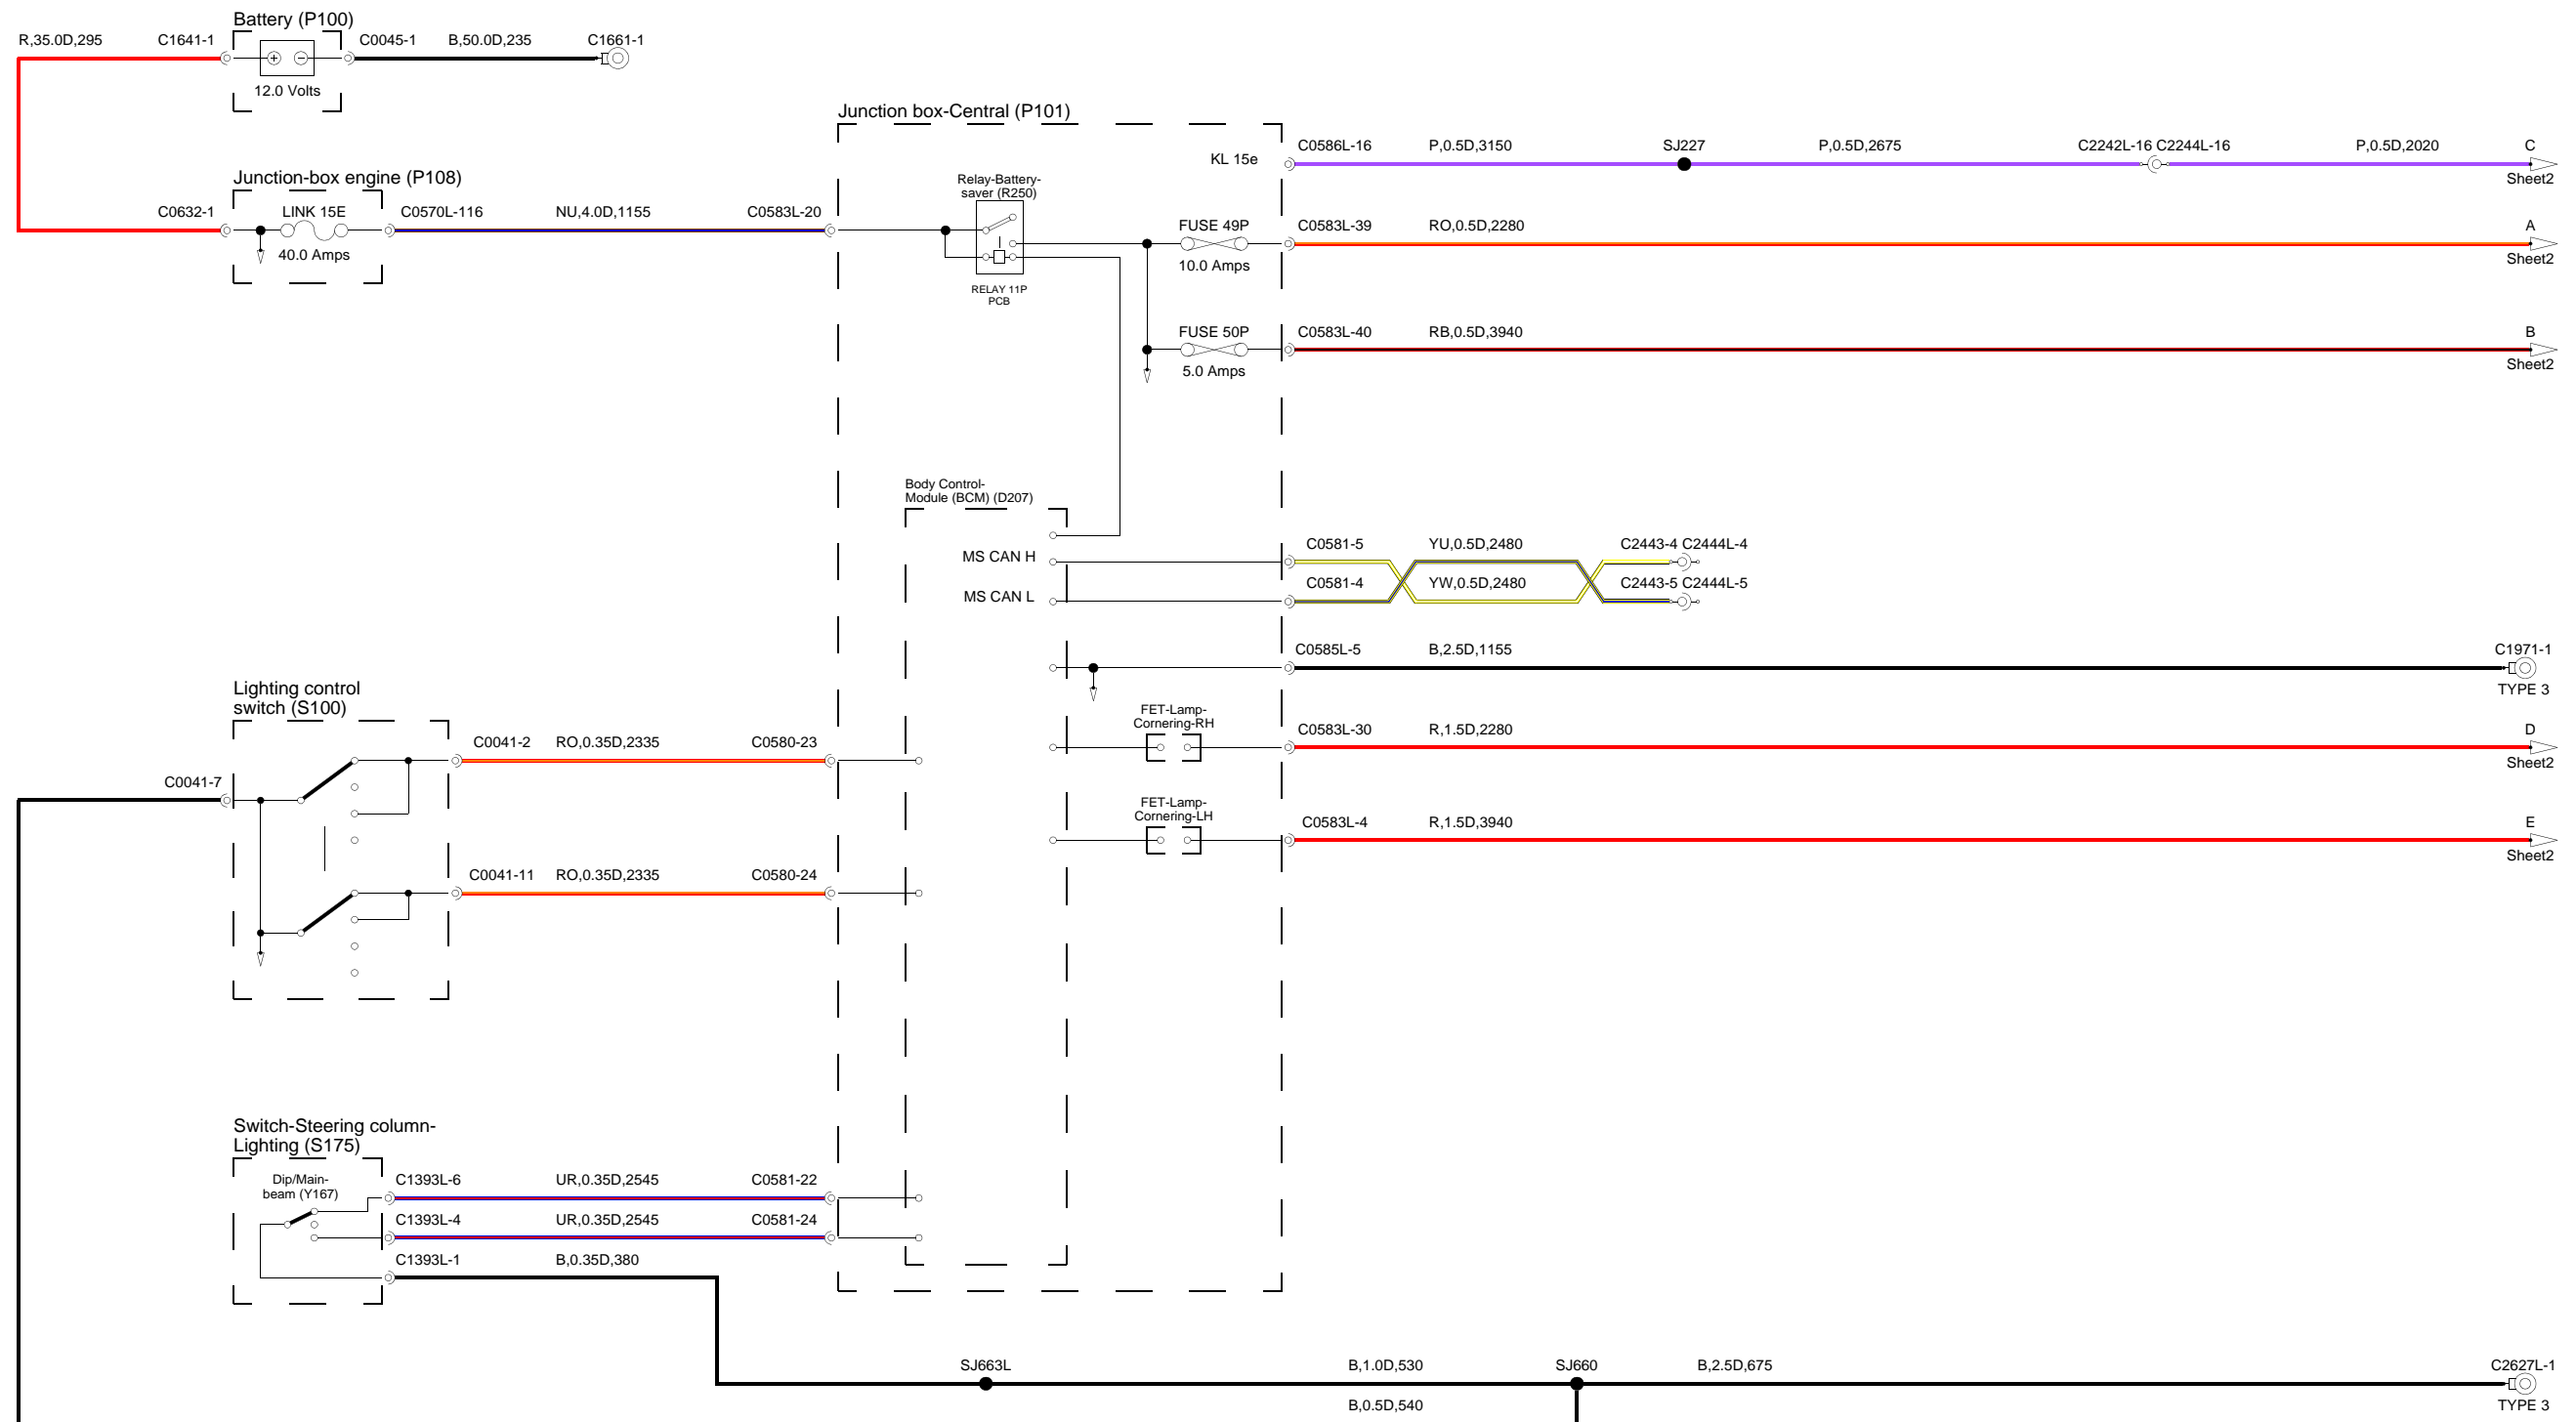 Battery (P100)
R,35.0D,295
C1641-1
C0045-1
B,50.0D,235
C1661-1
12.0 Volts
Junction box-Central (P101)
KL 15e
C0586L-16
P,0.5D,3150
SJ227
P,0.5D,2675
C2242L-16 C2244L-16
P,0.5D,2020
C
Sheet2
Junction-box engine (P108)
C0632-1
LINK 15E
40.0 Amps
C0570L-116
NU,4.0D,1155
C0583L-20
Relay-Battery-
saver (R250)
RELAY 11P
PCB
FUSE 49P
10.0 Amps
C0583L-39
RO,0.5D,2280
A
Sheet2
FUSE 50P
5.0 Amps
C0583L-40
RB,0.5D,3940
B
Sheet2
Body Control-
Module (BCM) (D207)
MS CAN H
C0581-5
YU,0.5D,2480
C2443-4 C2444L-4
MS CAN L
C0581-4
YW,0.5D,2480
C2443-5 C2444L-5
C0585L-5
B,2.5D,1155
C1971-1
TYPE 3
Lighting control
switch (S100)
C0041-7
C0041-2
RO,0.35D,2335
C0580-23
FET-Lamp-
Cornering-RH
C0583L-30
R,1.5D,2280
D
Sheet2
FET-Lamp-
Cornering-LH
C0583L-4
R,1.5D,3940
E
Sheet2
C0041-11
RO,0.35D,2335
C0580-24
Switch-Steering column-
Lighting (S175)
Dip/Main-
beam (Y167)
C1393L-6
UR,0.35D,2545
C0581-22
C1393L-4
UR,0.35D,2545
C0581-24
C1393L-1
B,0.35D,380
SJ663L
B,1.0D,530
SJ660
B,2.5D,675
C2627L-1
B,0.5D,540
TYPE 3